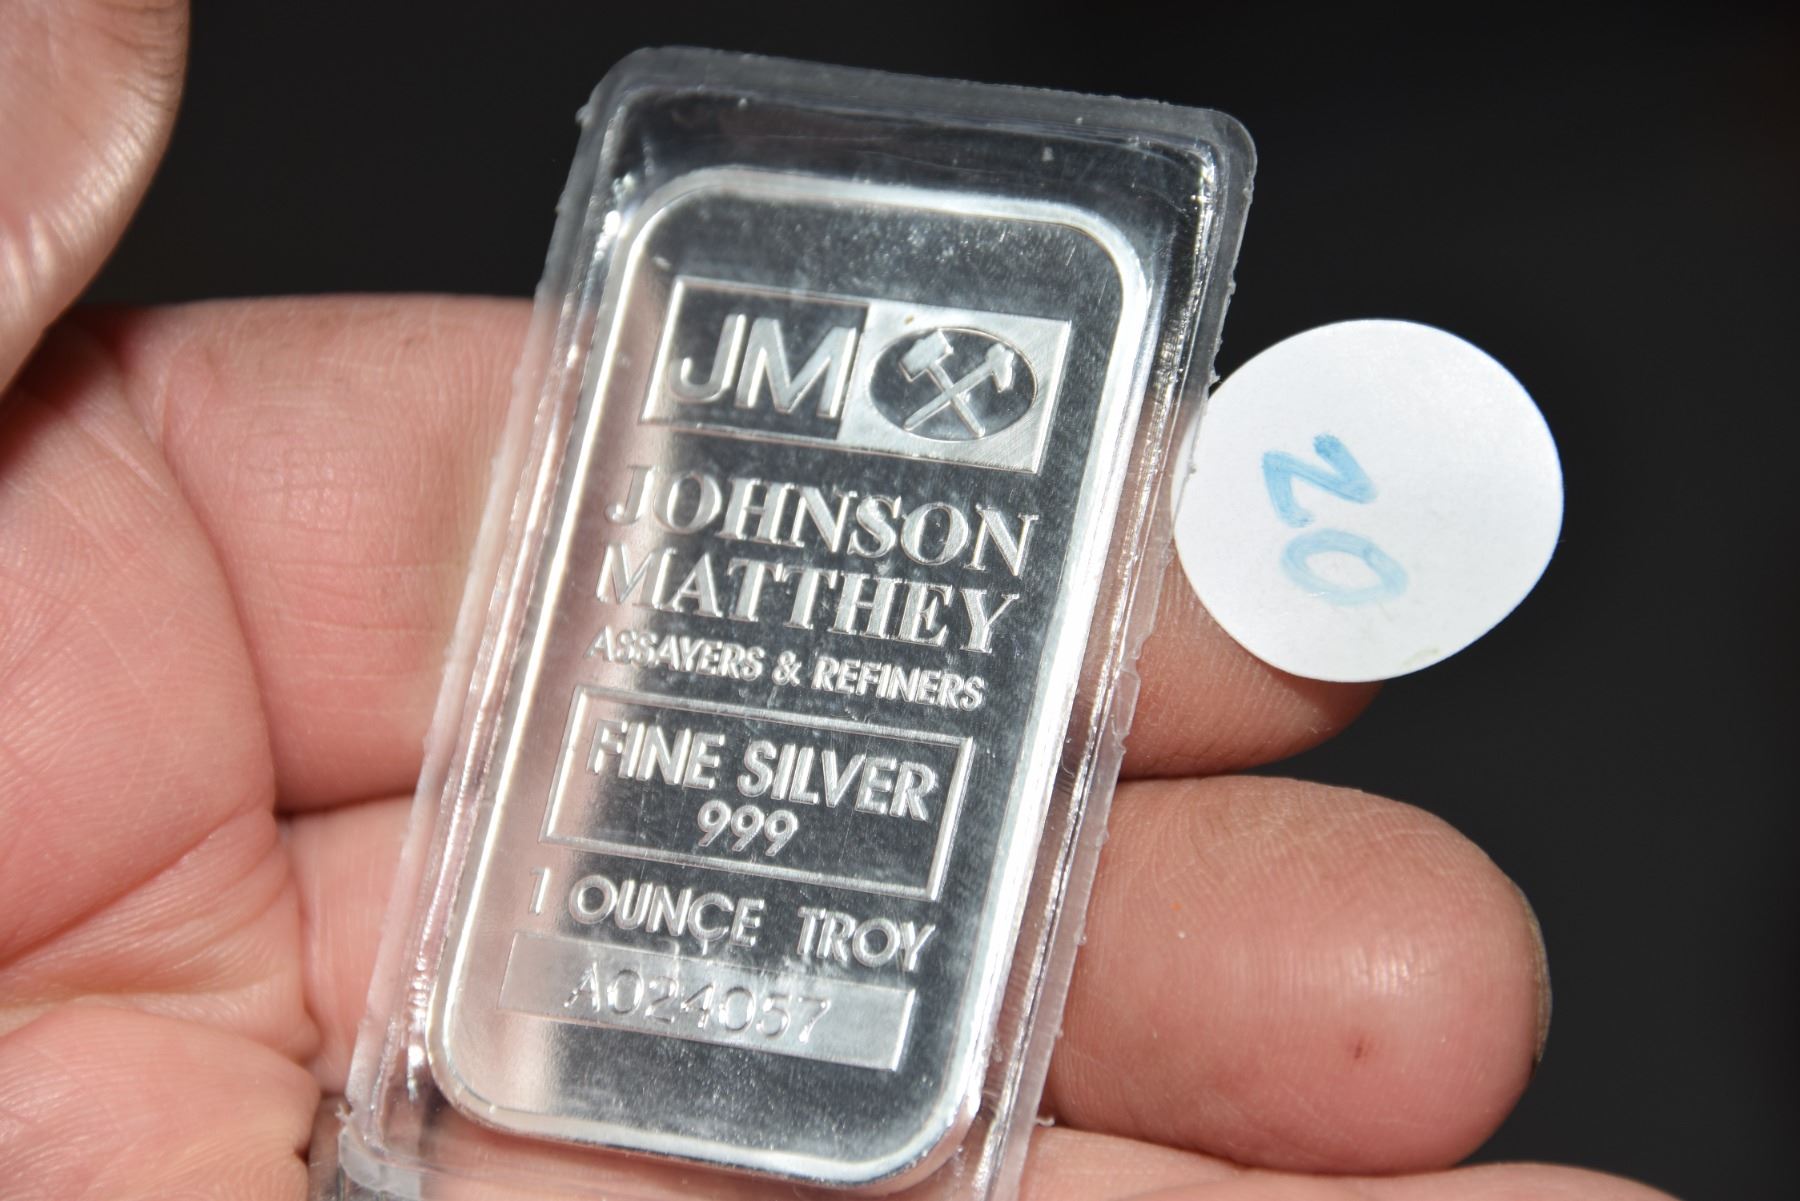 JM
JOHNSON
MATTHEY
ASSAYERS & REFINERS
FINE SILVER
999
1 OUNCE TROY
A024057
20